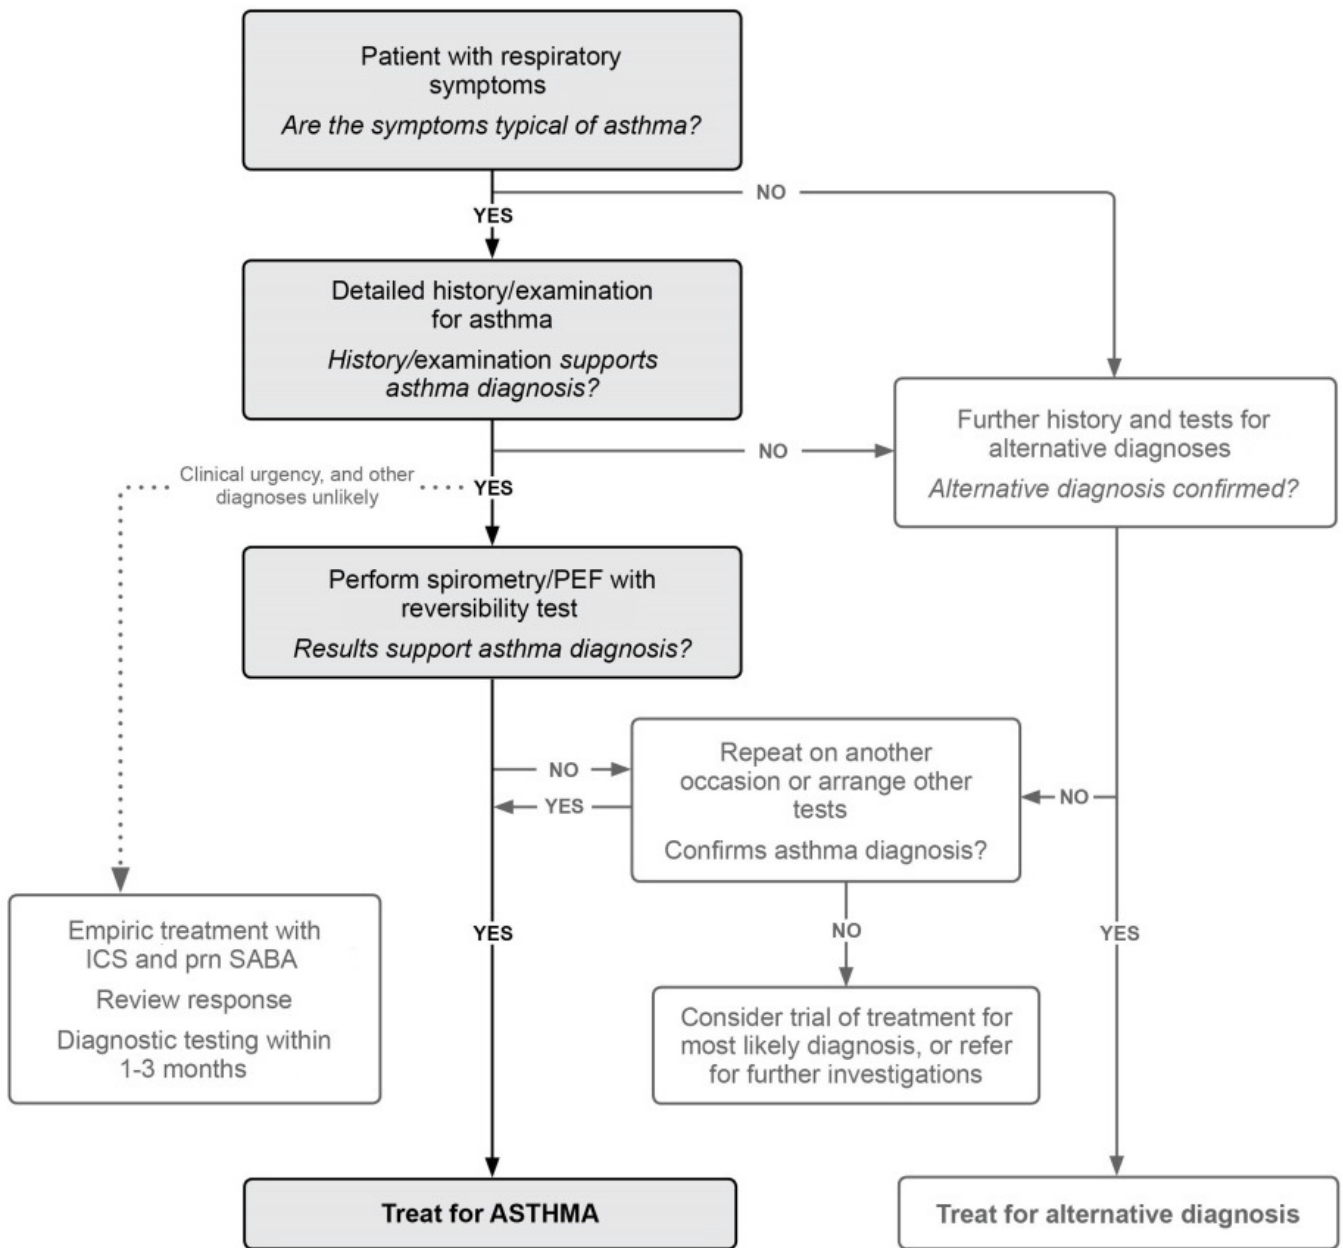 Patient with respiratory
symptoms
Are the symptoms typical of asthma?
NO
YES
Detailed history/examination
for asthma
History/examination supports
asthma diagnosis?
Further history and tests for
alternative diagnoses
Alternative diagnosis confirmed?
NO
Clinical urgency, and other
diagnoses unlikely
YES
Perform spirometry/PEF with
reversibility test
Results support asthma diagnosis?
Repeat on another
occasion or arrange other
tests
Confirms asthma diagnosis?
NO
YES
NO
Empiric treatment with
ICS and prn SABA
Review response
Diagnostic testing within
1-3 months
YES
NO
YES
Consider trial of treatment for
most likely diagnosis, or refer
for further investigations
Treat for ASTHMA
Treat for alternative diagnosis